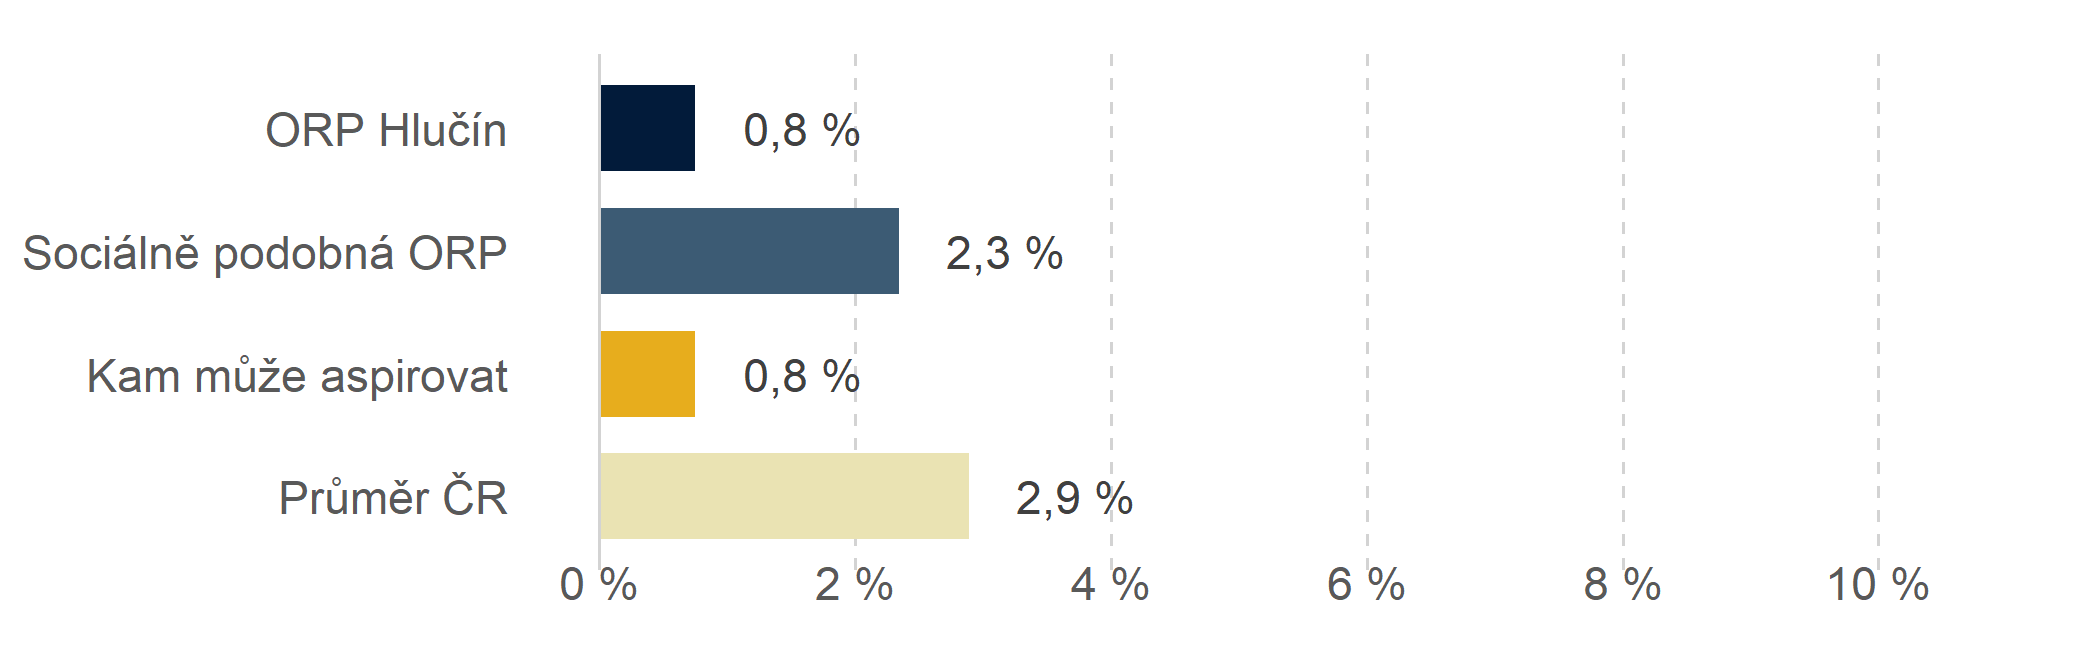 ORP Hlučín 0,8 %
Sociálně podobná ORP 2,3 %
Kam může aspirovat 0,8 %
Průměr ČR 2,9 %
0 % 2 % 4 % 6 % 8 % 10 %